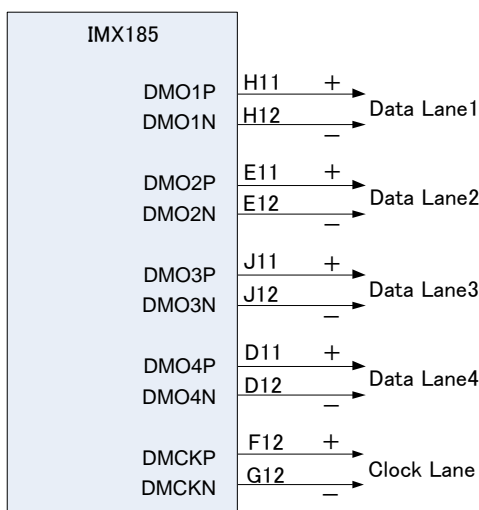 IMX185
DMO1P H11 +
Data Lane1
DMO1N H12 −
DMO2P E11 +
Data Lane2
DMO2N E12 −
DMO3P J11 +
Data Lane3
DMO3N J12 −
DMO4P D11 +
Data Lane4
DMO4N D12 −
DMCKP F12 +
Clock Lane
DMCKN G12 −